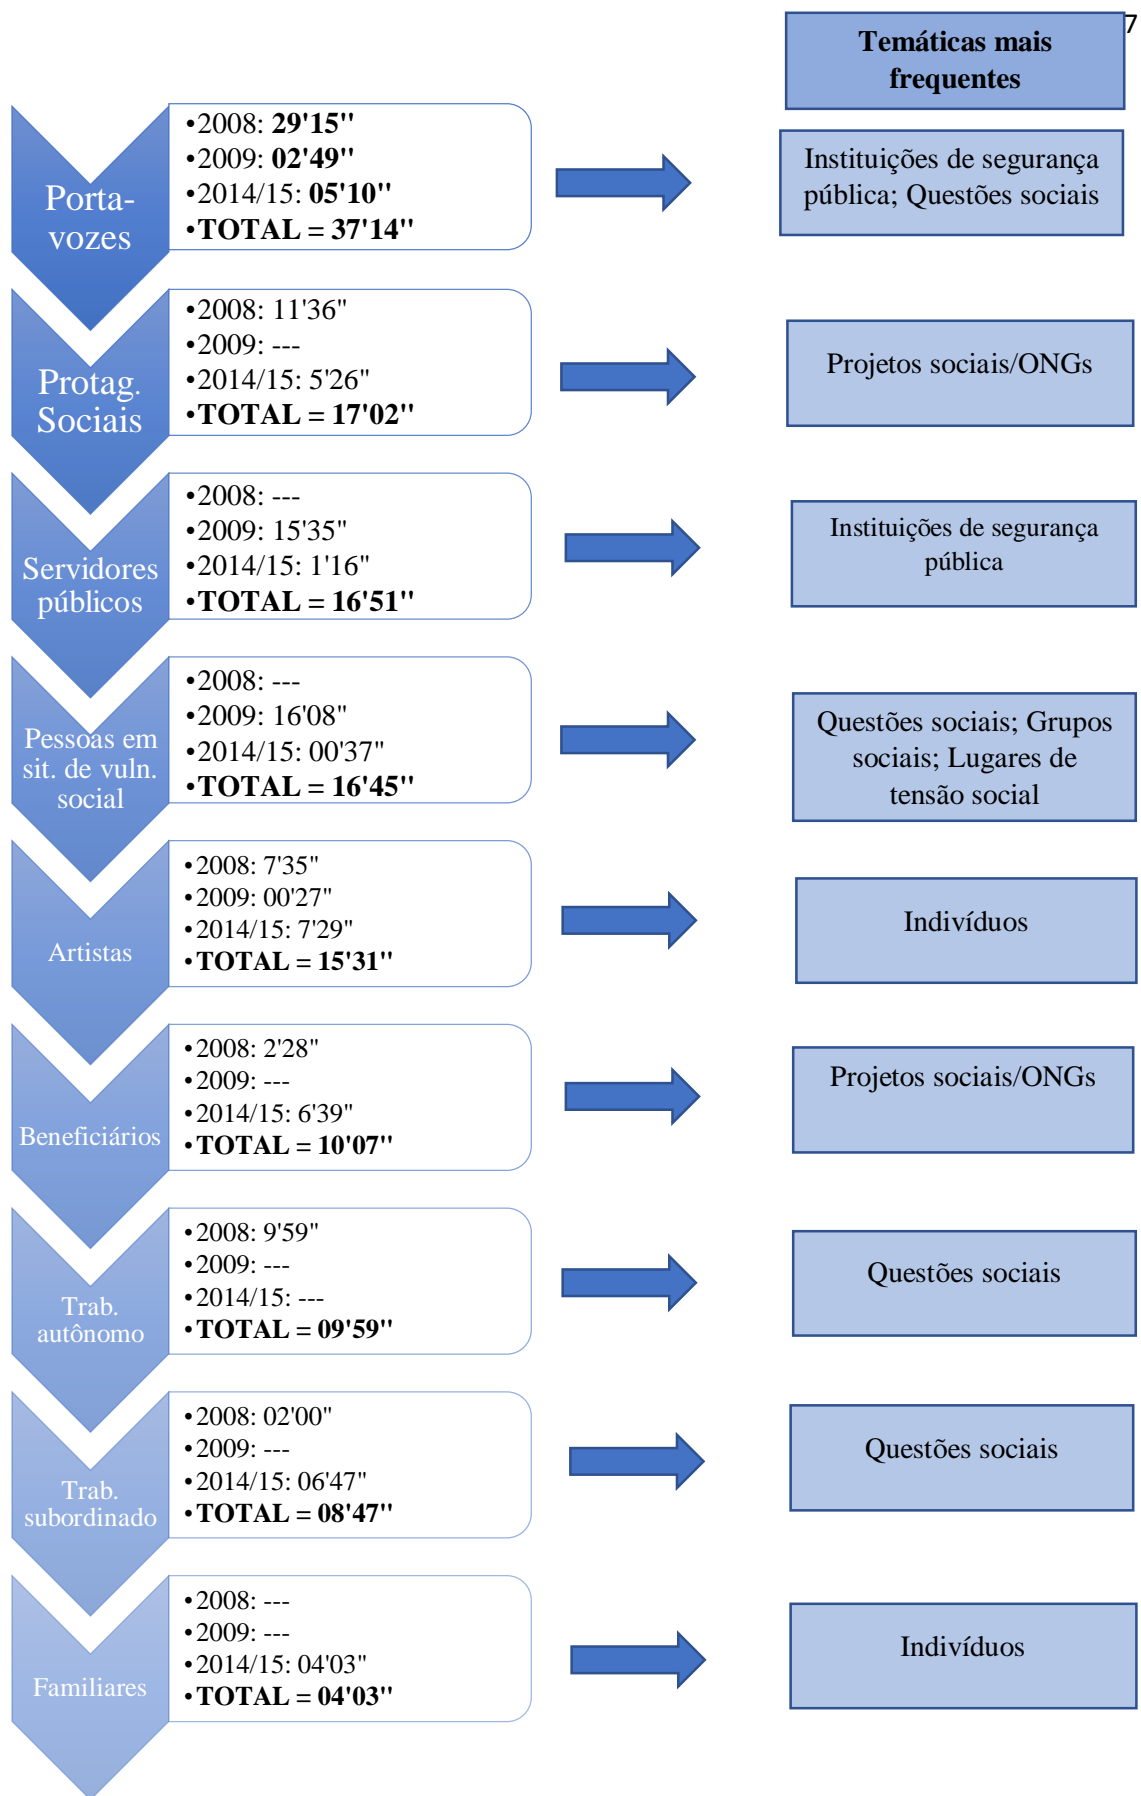 7
Temáticas mais
frequentes
Porta-
vozes
•2008: 29'15"
•2009: 02'49"
•2014/15: 05'10"
•TOTAL = 37'14"
Instituições de segurança
pública; Questões sociais
Protag.
Sociais
•2008: 11'36"
•2009: ---
•2014/15: 5'26"
•TOTAL = 17'02"
Projetos sociais/ONGs
Servidores
públicos
•2008: ---
•2009: 15'35"
•2014/15: 1'16"
•TOTAL = 16'51"
Instituições de segurança
pública
Pessoas em
sit. de vuln.
social
•2008: ---
•2009: 16'08"
•2014/15: 00'37"
•TOTAL = 16'45"
Questões sociais; Grupos
sociais; Lugares de
tensão social
Artistas
•2008: 7'35"
•2009: 00'27"
•2014/15: 7'29"
•TOTAL = 15'31"
Indivíduos
Beneficiários
•2008: 2'28"
•2009: ---
•2014/15: 6'39"
•TOTAL = 10'07"
Projetos sociais/ONGs
Trab.
autônomo
•2008: 9'59"
•2009: ---
•2014/15: ---
•TOTAL = 09'59"
Questões sociais
Trab.
subordinado
•2008: 02'00"
•2009: ---
•2014/15: 06'47"
•TOTAL = 08'47"
Questões sociais
Familiares
•2008: ---
•2009: ---
•2014/15: 04'03"
•TOTAL = 04'03"
Indivíduos